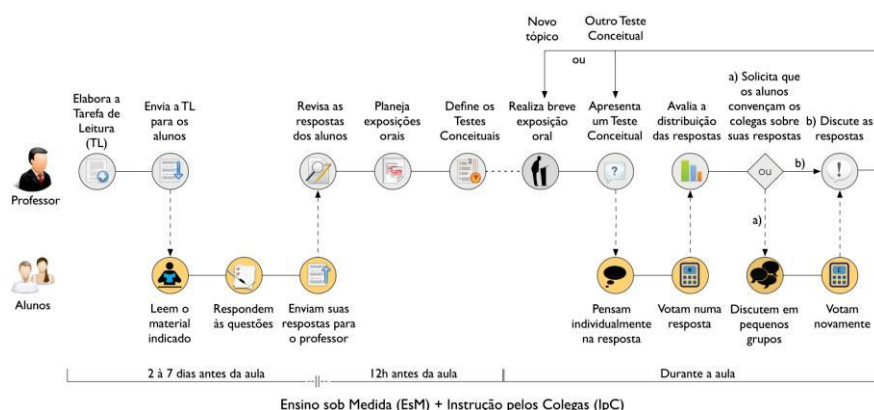 Novo
tópico
Outro Teste
Conceitual
ou
Elabora a
Tarefa de
Leitura
(TL)
Envia a TL
para os
alunos
Revisa as
respostas
dos alunos
Planeja
exposições
orais
Define os
Testes
Conceituais
Realiza breve
exposição
oral
Apresenta
um Teste
Conceitual
Avalia a
distribuição
das respostas
a) Solicita que
os alunos
convençam os
colegas sobre
suas respostas
b) Discute as
respostas
Professor
?
ou
b)
!
a)
Alunos
Leem o
material
indicado
Respondem
às questões
Enviam suas
respostas para
o professor
Pensam
individualmente
na resposta
Votam numa
resposta
Discutem em
pequenos
grupos
Votam
novamente
2 à 7 dias antes da aula
12h antes da aula
Durante a aula
Ensino sob Medida (EsM) + Instrução pelos Colegas (IpC)